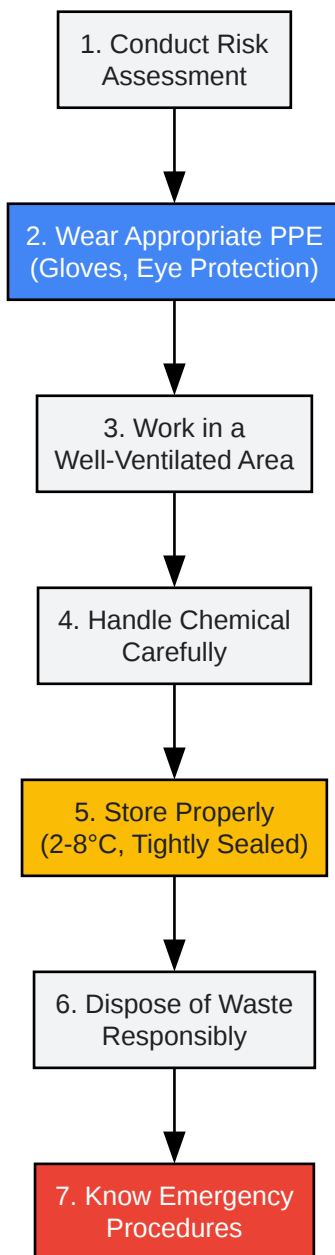 1. Conduct Risk
Assessment
2. Wear Appropriate PPE
(Gloves, Eye Protection)
3. Work in a
Well-Ventilated Area
4. Handle Chemical
Carefully
5. Store Properly
(2-8°C, Tightly Sealed)
6. Dispose of Waste
Responsibly
7. Know Emergency
Procedures